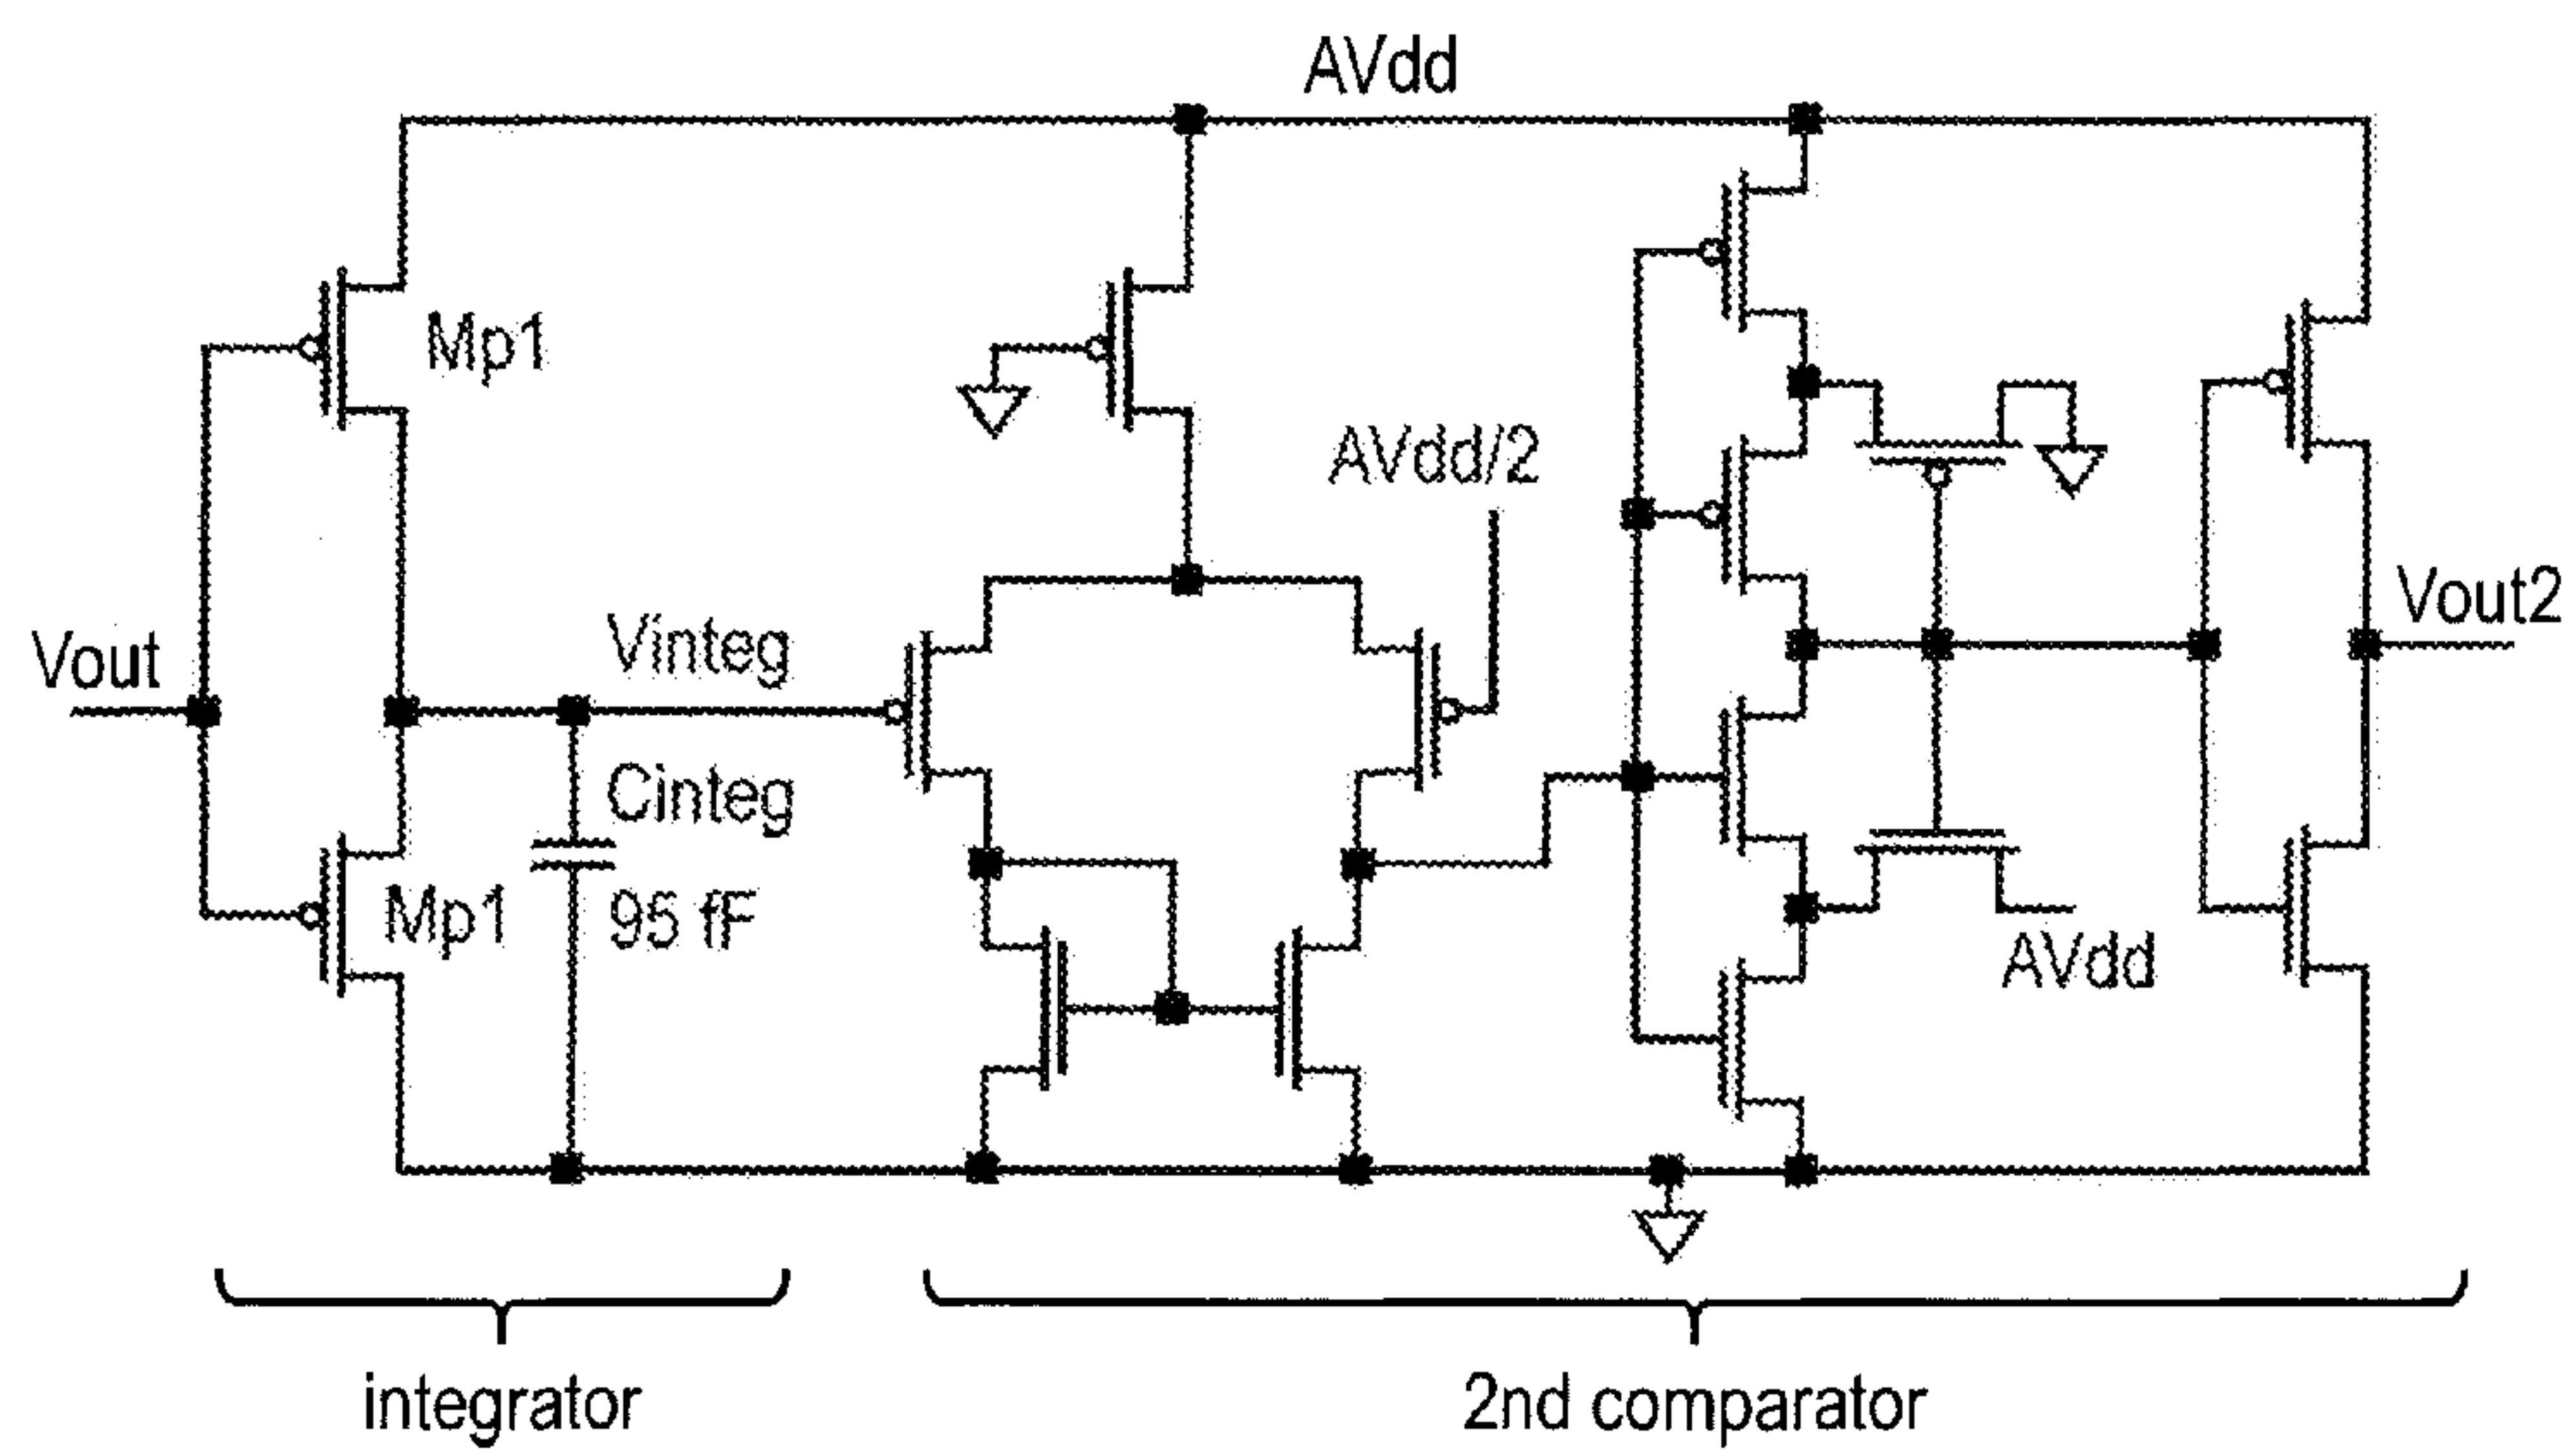 AVdd
Mp1
AVdd/2
Vout
Vinteg
Vout2
Cinteg
95 fF
Mp1
AVdd
integrator
2nd comparator